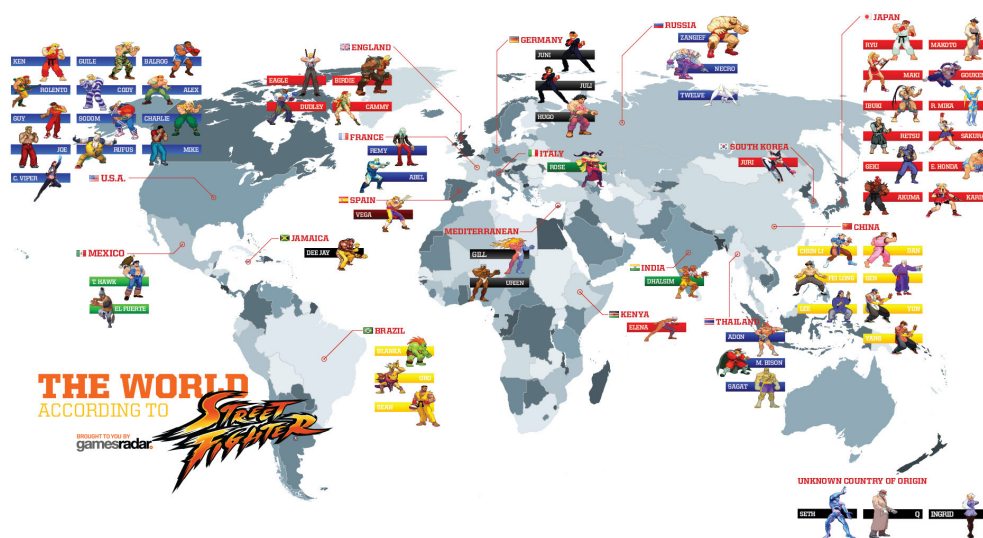 KEN
GUILE
BALROG
ROLENTO
CODY
ALEX
GUY
SODOM
CHARLIE
JOE
RUFUS
MIKE
C. VIPER
U.S.A.
ENGLAND
EAGLE
BIRDIE
DUDLEY
CAMMY
FRANCE
REMY
ABEL
SPAIN
VEGA
GERMANY
JUNI
JULI
HUGO
ITALY
ROSE
RUSSIA
ZANGIEF
NECRO
TWELVE
JAPAN
RYU
MAKOTO
MAKI
GOUKEN
IBUKI
R. MIKA
RETSU
SAKURA
GEKI
E. HONDA
AKUMA
KARIN
SOUTH KOREA
JURI
CHINA
CHUN LI
DAN
FEI LONG
GEN
LEE
YUN
YANG
MEDITERRANEAN
GILL
URIEN
INDIA
DHALSIM
KENYA
ELENA
THAILAND
ADON
M. BISON
SAGAT
MEXICO
T. HAWK
EL FUERTE
JAMAICA
DEE JAY
BRAZIL
BLANKA
ORO
SEAN
THE WORLD
ACCORDING TO
STREET
FIGHTER
BROUGHT TO YOU BY
gamesradar.
UNKNOWN COUNTRY OF ORIGIN
SETH
Q
INGRID